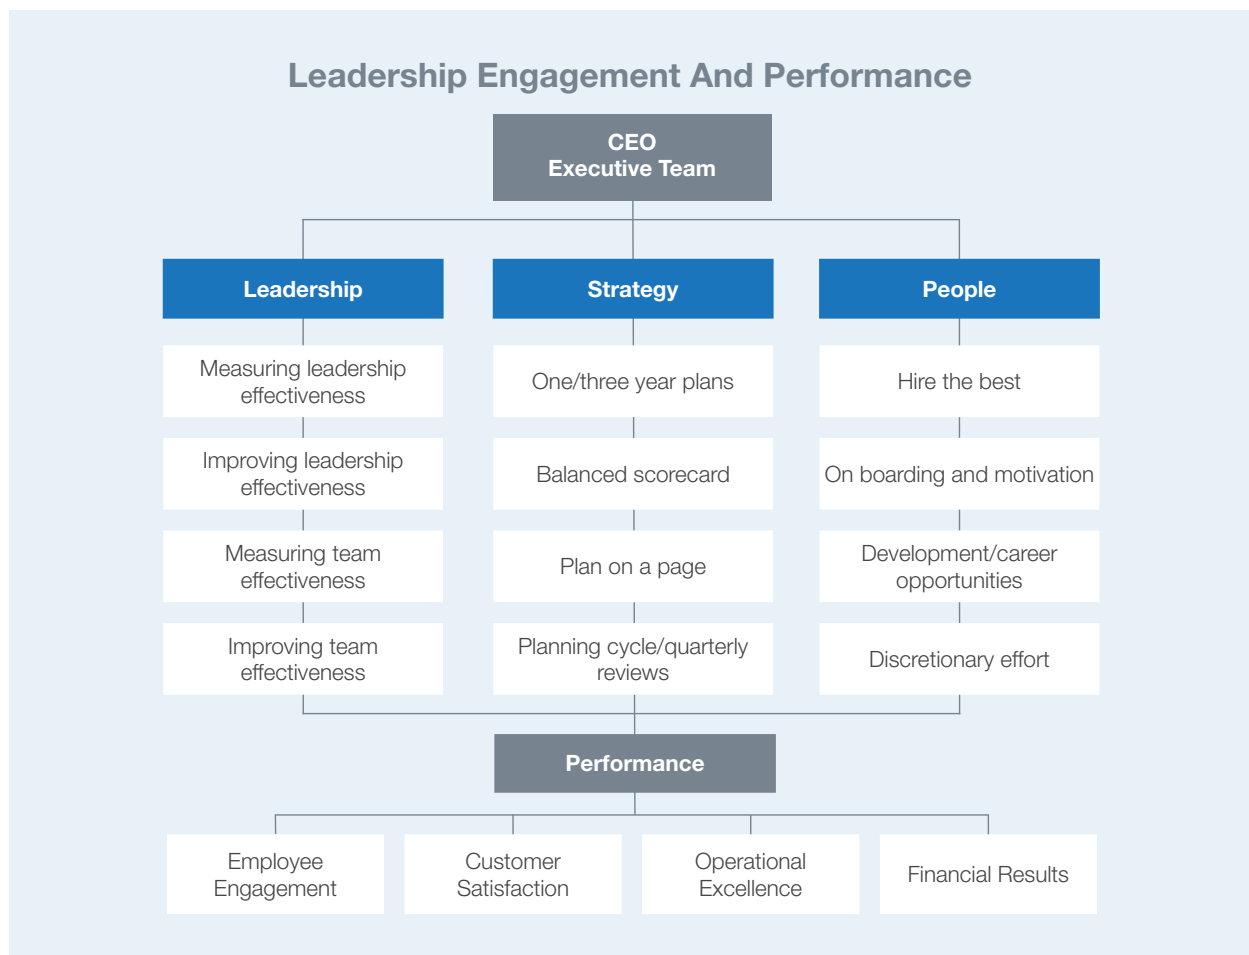 Leadership Engagement And Performance
CEO
Executive Team
Leadership
Strategy
People
Measuring leadership
effectiveness
One/three year plans
Hire the best
Improving leadership
effectiveness
Balanced scorecard
On boarding and motivation
Measuring team
effectiveness
Plan on a page
Development/career
opportunities
Improving team
effectiveness
Planning cycle/quarterly
reviews
Discretionary effort
Performance
Employee
Engagement
Customer
Satisfaction
Operational
Excellence
Financial Results